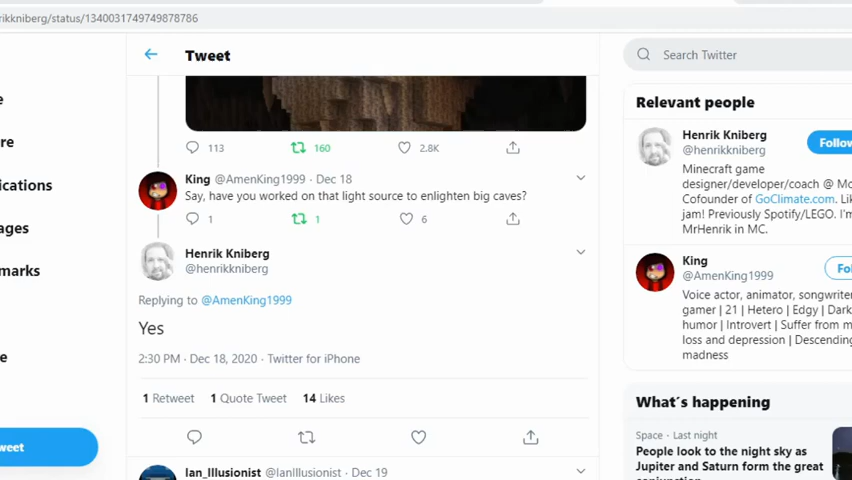 rikkniberg/status/1340031749749878786
Tweet
Search Twitter
113
160
2.8K
King @AmenKing1999 · Dec 18
Say, have you worked on that light source to enlighten big caves?
1
1
6
Henrik Kniberg
@henrikkniberg
Replying to @AmenKing1999
Yes
2:30 PM · Dec 18, 2020 · Twitter for iPhone
1 Retweet 1 Quote Tweet 14 Likes
Ian_Illusionist @IanIllusionist · Dec 19
e
re
ications
ages
marks
e
weet
Relevant people
Henrik Kniberg
@henrikkniberg
Follow
Minecraft game
designer/developer/coach @ Mo
Cofounder of GoClimate.com. Lik
jam! Previously Spotify/LEGO. I'm
MrHenrik in MC.
King
@AmenKing1999
Fol
Voice actor, animator, songwriter
gamer | 21 | Hetero | Edgy | Dark
humor | Introvert | Suffer from m
loss and depression | Descending
madness
What's happening
Space · Last night
People look to the night sky as
Jupiter and Saturn form the great